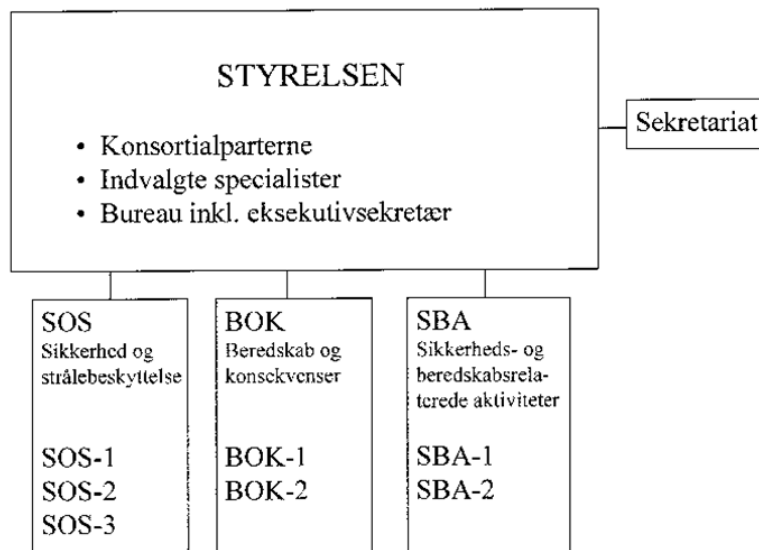 STYRELSEN
• Konsortialparterne
• Indvalgte specialister
• Bureau inkl. eksekutivsekretær
Sekretariat
SOS
Sikkerhed og
strålebeskyttelse
SOS-1
SOS-2
SOS-3
BOK
Beredskab og
konsekvenser
BOK-1
BOK-2
SBA
Sikkerheds- og
beredskabsrela-
terede aktiviteter
SBA-1
SBA-2